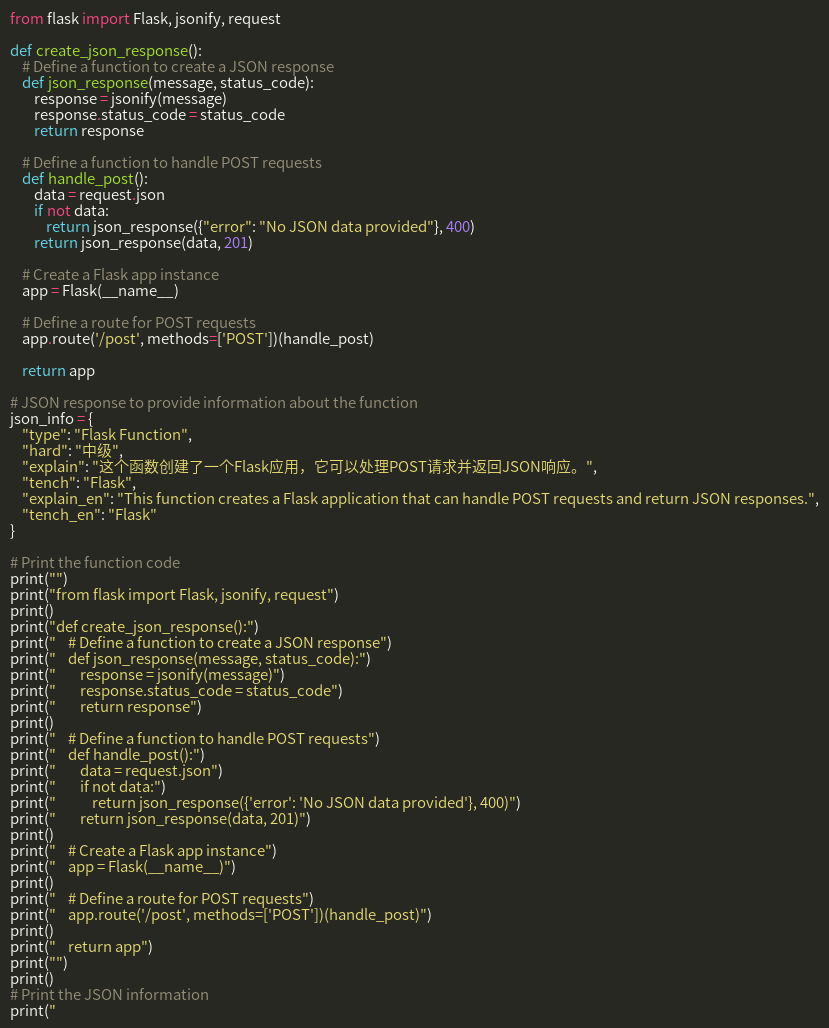 from flask import Flask, jsonify, request

def create_json_response():
    # Define a function to create a JSON response
    def json_response(message, status_code):
        response = jsonify(message)
        response.status_code = status_code
        return response

    # Define a function to handle POST requests
    def handle_post():
        data = request.json
        if not data:
            return json_response({"error": "No JSON data provided"}, 400)
        return json_response(data, 201)

    # Create a Flask app instance
    app = Flask(__name__)

    # Define a route for POST requests
    app.route('/post', methods=['POST'])(handle_post)

    return app

# JSON response to provide information about the function
json_info = {
    "type": "Flask Function",
    "hard": "中级",
    "explain": "这个函数创建了一个Flask应用，它可以处理POST请求并返回JSON响应。",
    "tench": "Flask",
    "explain_en": "This function creates a Flask application that can handle POST requests and return JSON responses.",
    "tench_en": "Flask"
}

# Print the function code
print("")
print("from flask import Flask, jsonify, request")
print()
print("def create_json_response():")
print("    # Define a function to create a JSON response")
print("    def json_response(message, status_code):")
print("        response = jsonify(message)")
print("        response.status_code = status_code")
print("        return response")
print()
print("    # Define a function to handle POST requests")
print("    def handle_post():")
print("        data = request.json")
print("        if not data:")
print("            return json_response({'error': 'No JSON data provided'}, 400)")
print("        return json_response(data, 201)")
print()
print("    # Create a Flask app instance")
print("    app = Flask(__name__)")
print()
print("    # Define a route for POST requests")
print("    app.route('/post', methods=['POST'])(handle_post)")
print()
print("    return app")
print("")
print()
# Print the JSON information
print("